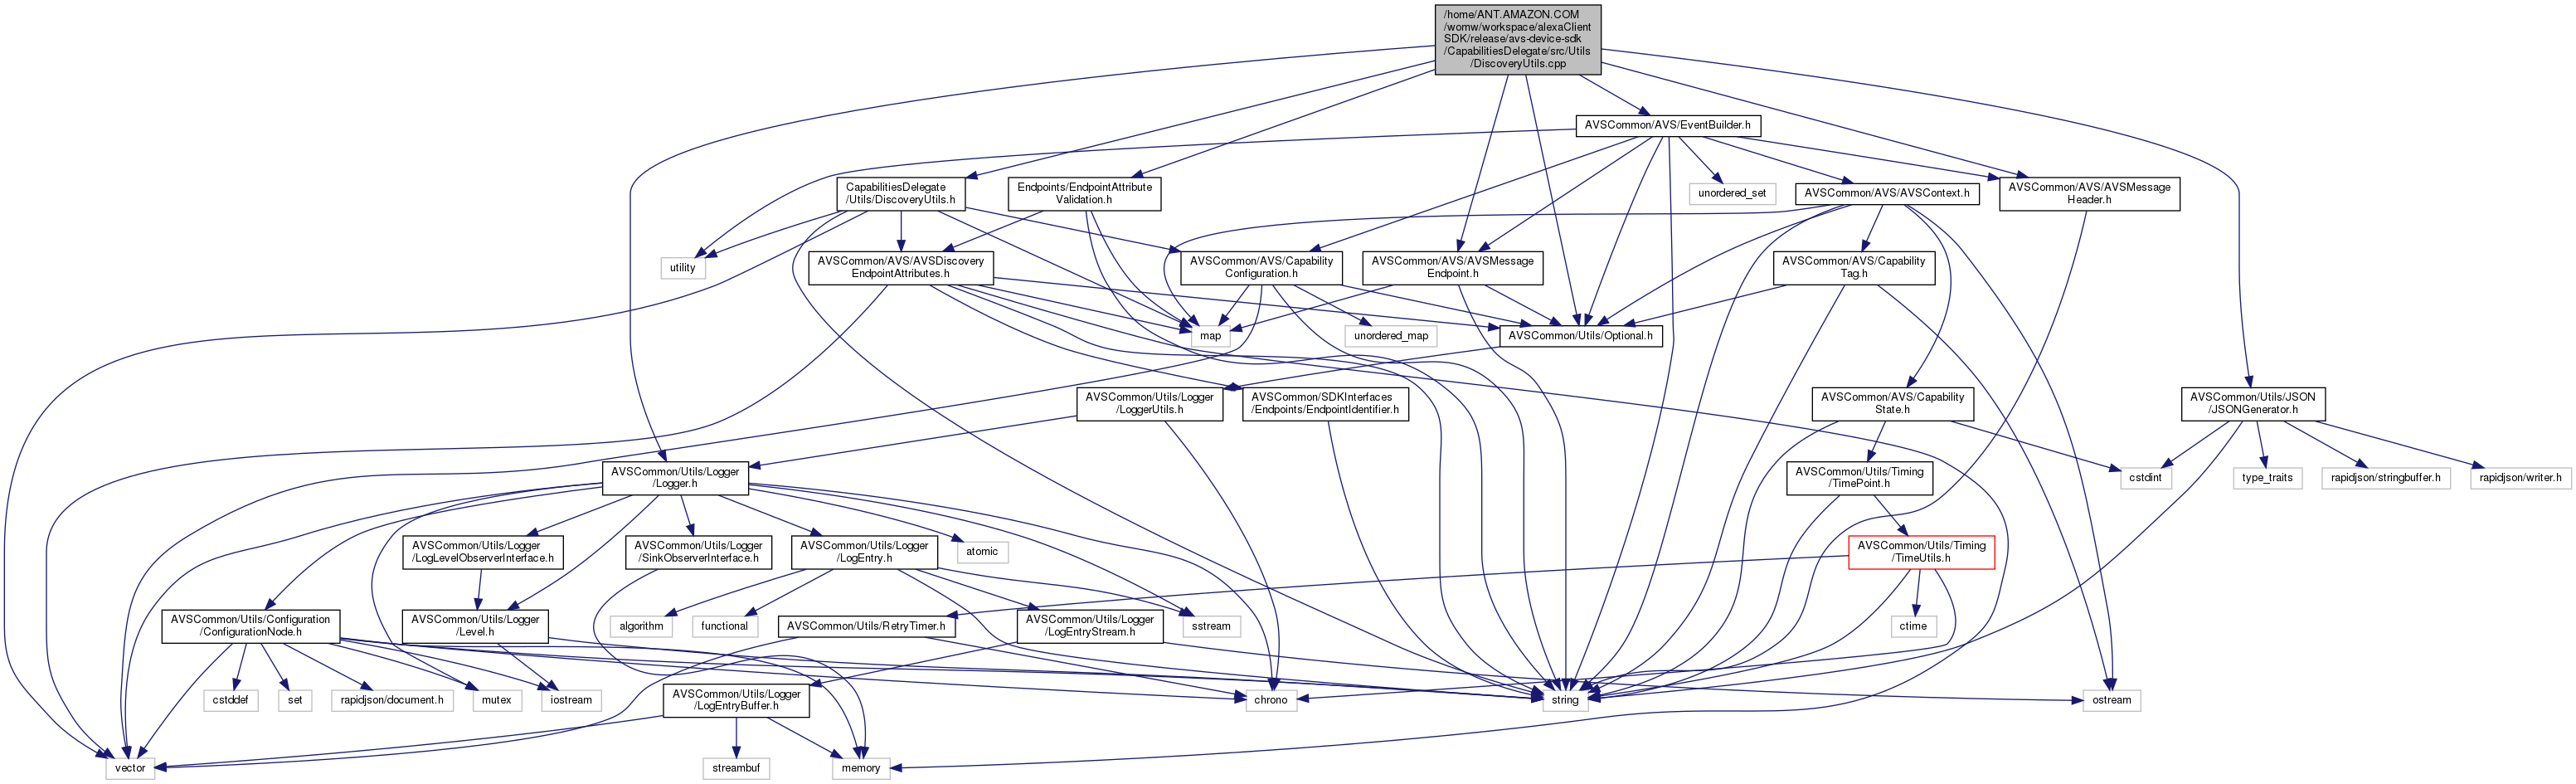 /home/ANT.AMAZON.COM
/womw/workspace/alexaClient
SDK/release/avs-device-sdk
/CapabilitiesDelegate/src/Utils
/DiscoveryUtils.cpp
AVSCommon/AVS/EventBuilder.h
CapabilitiesDelegate
/Utils/DiscoveryUtils.h
Endpoints/EndpointAttribute
Validation.h
unordered_set
AVSCommon/AVS/AVSContext.h
AVSCommon/AVS/AVSMessage
Header.h
utility
AVSCommon/AVS/AVSDiscovery
EndpointAttributes.h
AVSCommon/AVS/Capability
Configuration.h
AVSCommon/AVS/AVSMessage
Endpoint.h
AVSCommon/AVS/Capability
Tag.h
map
unordered_map
AVSCommon/Utils/Optional.h
AVSCommon/Utils/Logger
/LoggerUtils.h
AVSCommon/SDKInterfaces
/Endpoints/EndpointIdentifier.h
AVSCommon/AVS/Capability
State.h
AVSCommon/Utils/JSON
/JSONGenerator.h
AVSCommon/Utils/Logger
/Logger.h
AVSCommon/Utils/Timing
/TimePoint.h
cstdint
type_traits
rapidjson/stringbuffer.h
rapidjson/writer.h
AVSCommon/Utils/Logger
/LogLevelObserverInterface.h
AVSCommon/Utils/Logger
/SinkObserverInterface.h
AVSCommon/Utils/Logger
/LogEntry.h
atomic
AVSCommon/Utils/Timing
/TimeUtils.h
AVSCommon/Utils/Configuration
/ConfigurationNode.h
AVSCommon/Utils/Logger
/Level.h
algorithm
functional
AVSCommon/Utils/RetryTimer.h
AVSCommon/Utils/Logger
/LogEntryStream.h
sstream
ctime
cstddef
set
rapidjson/document.h
mutex
iostream
AVSCommon/Utils/Logger
/LogEntryBuffer.h
chrono
string
ostream
vector
streambuf
memory